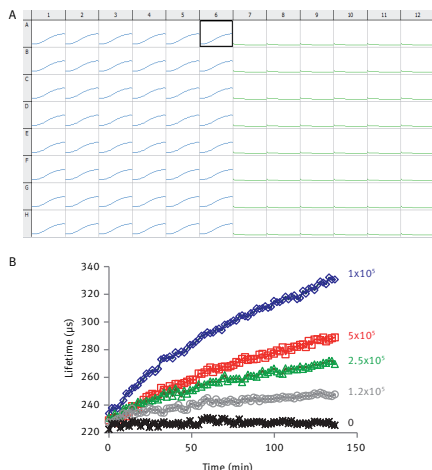 A
1 2 3 4 5 6 7 8 9 10 11 12
A
B
C
D
E
F
G
H
B
340
320
300
280
260
240
220
Lifetime (µs)
1x10⁵
5x10⁵
2.5x10⁵
1.2x10⁵
0
0 50 100 150
Time (min)